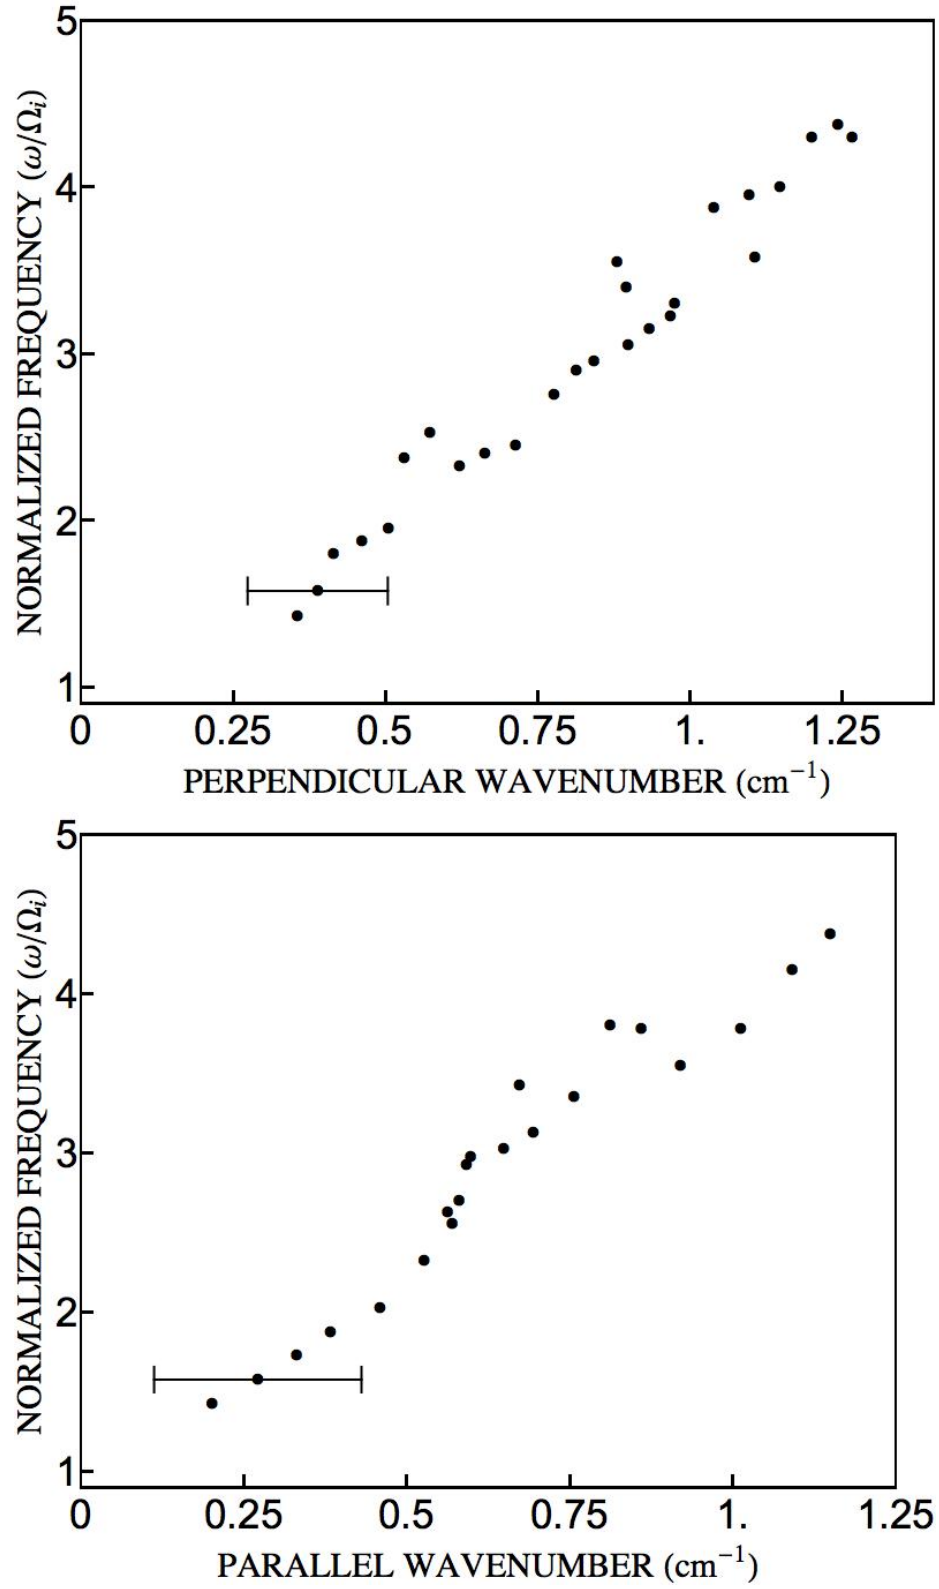 5
4
3
2
1
NORMALIZED FREQUENCY (ω/Ωᵢ)
0 0.25 0.5 0.75 1. 1.25
PERPENDICULAR WAVENUMBER (cm⁻¹)
5
4
3
2
1
NORMALIZED FREQUENCY (ω/Ωᵢ)
0 0.25 0.5 0.75 1. 1.25
PARALLEL WAVENUMBER (cm⁻¹)